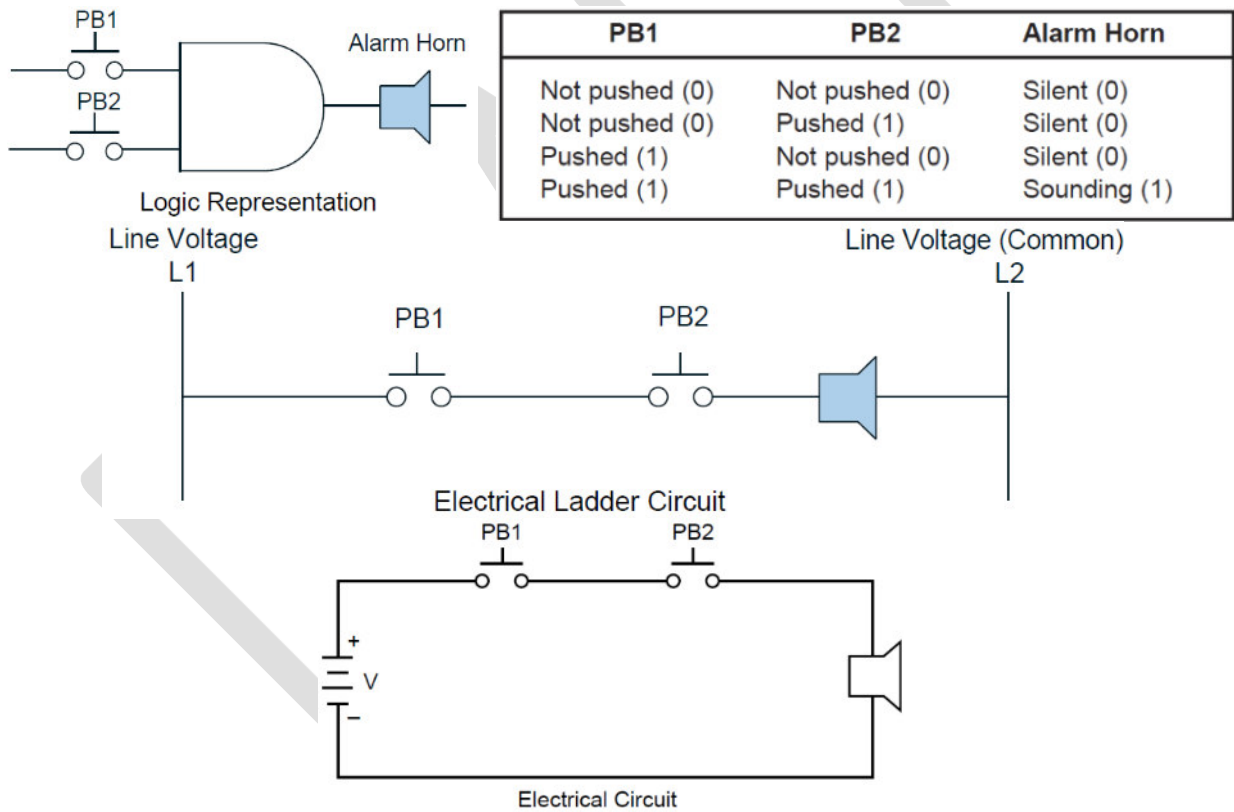 PB1
PB2
Alarm Horn
Logic Representation
PB1 PB2 Alarm Horn
Not pushed (0) Not pushed (0) Silent (0)
Not pushed (0) Pushed (1) Silent (0)
Pushed (1) Not pushed (0) Silent (0)
Pushed (1) Pushed (1) Sounding (1)
Line Voltage
L1
Line Voltage (Common)
L2
PB1 PB2
Electrical Ladder Circuit
PB1 PB2
+
V
–
Electrical Circuit